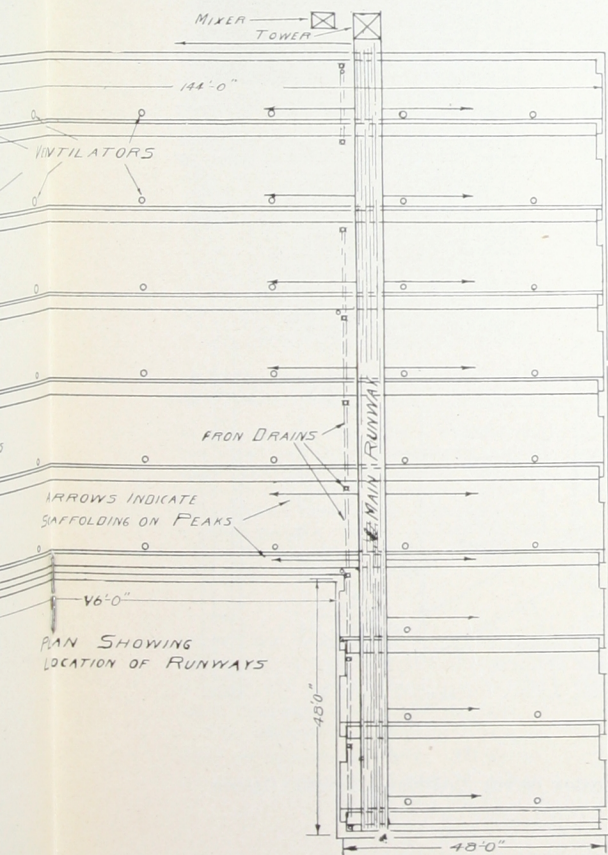 MIXER
TOWER
144'-0"
VENTILATORS
IRON DRAINS
MAIN RUNWAY
ARROWS INDICATE
SCAFFOLDING ON PEAKS
96'-0"
PLAN SHOWING
LOCATION OF RUNWAYS
48'-0"
48'-0"